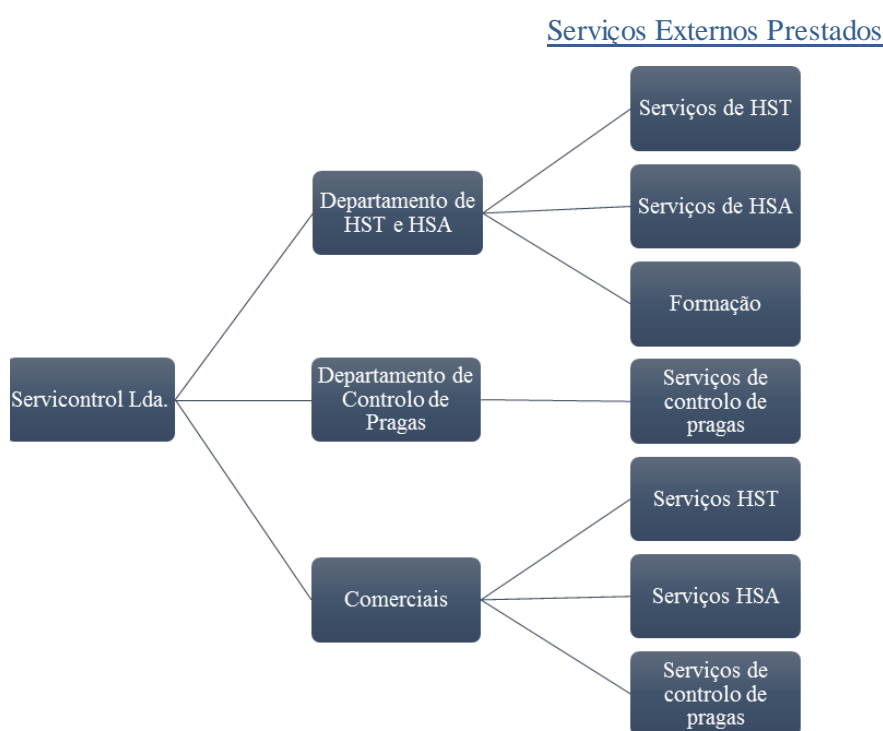 Serviços Externos Prestados
Serviços de HST
Departamento de
HST e HSA
Serviços de HSA
Formação
Servicontrol Lda.
Departamento de
Controlo de
Pragas
Serviços de
controlo de
pragas
Serviços HST
Comerciais
Serviços HSA
Serviços de
controlo de
pragas